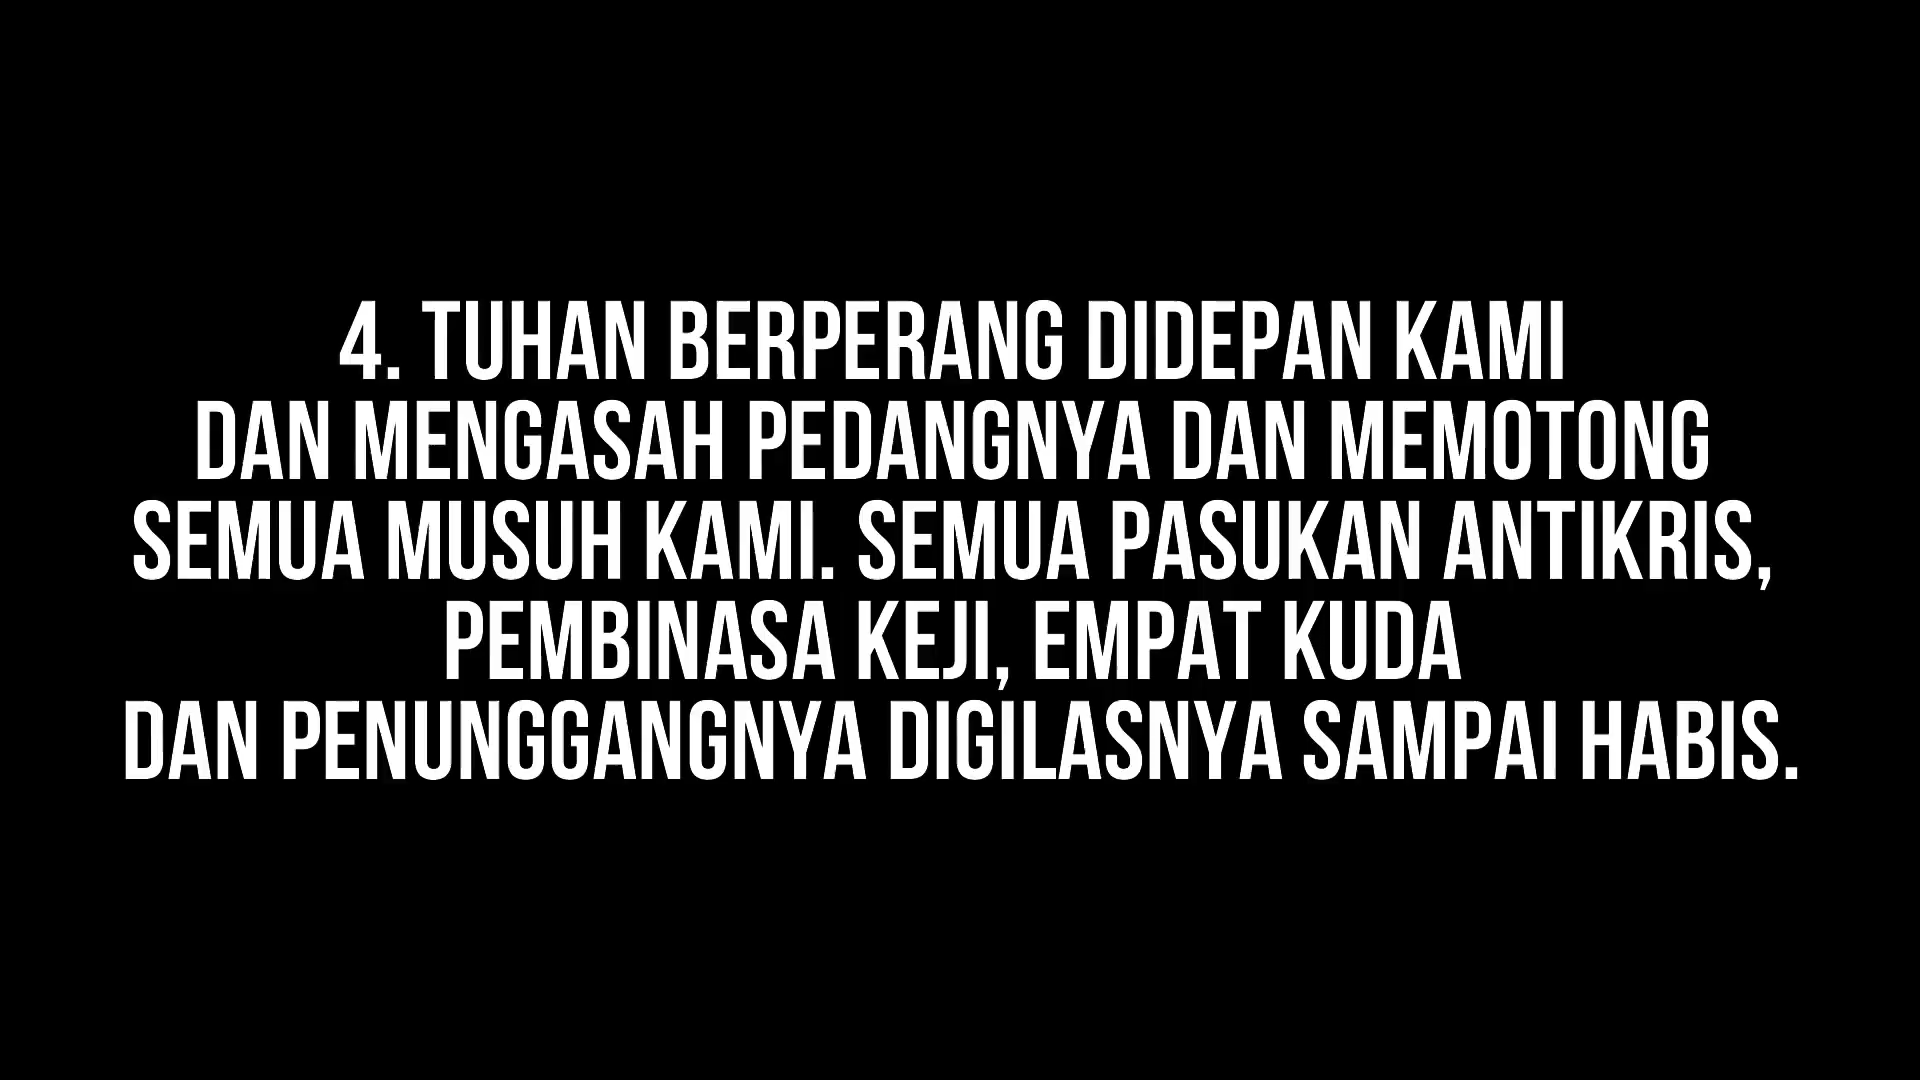 4. TUHAN BERPERANG DIDEPAN KAMI
DAN MENGASAH PEDANGNYA DAN MEMOTONG
SEMUA MUSUH KAMI. SEMUA PASUKAN ANTIKRIS,
PEMBINASA KEJI, EMPAT KUDA
DAN PENUNGGANGNYA DIGILASNYA SAMPAI HABIS.